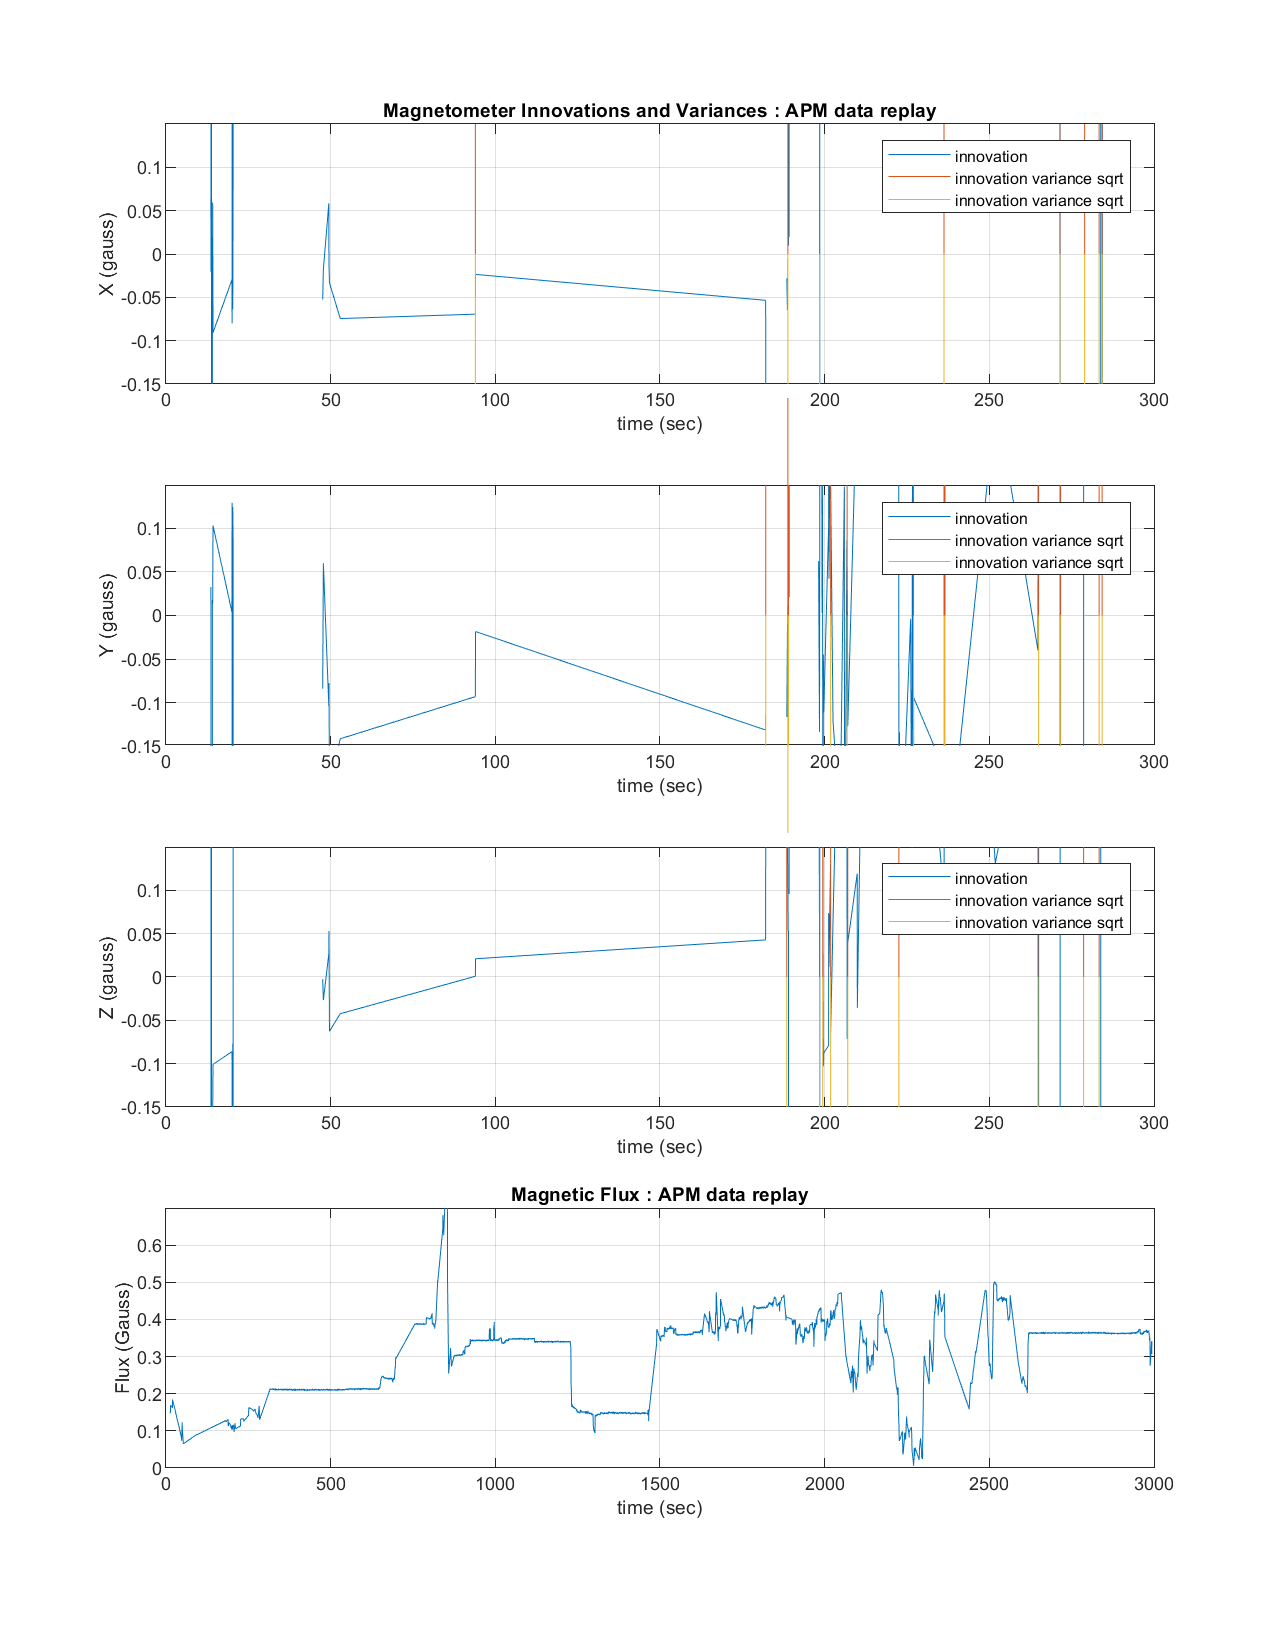 Magnetometer Innovations and Variances : APM data replay
X (gauss)
0.1
0.05
0
-0.05
-0.1
-0.15
innovation
innovation variance sqrt
innovation variance sqrt
0 50 100 150 200 250 300
time (sec)
Y (gauss)
0.1
0.05
0
-0.05
-0.1
-0.15
innovation
innovation variance sqrt
innovation variance sqrt
0 50 100 150 200 250 300
time (sec)
Z (gauss)
0.1
0.05
0
-0.05
-0.1
-0.15
innovation
innovation variance sqrt
innovation variance sqrt
0 50 100 150 200 250 300
time (sec)
Magnetic Flux : APM data replay
Flux (Gauss)
0.6
0.5
0.4
0.3
0.2
0.1
0
0 500 1000 1500 2000 2500 3000
time (sec)